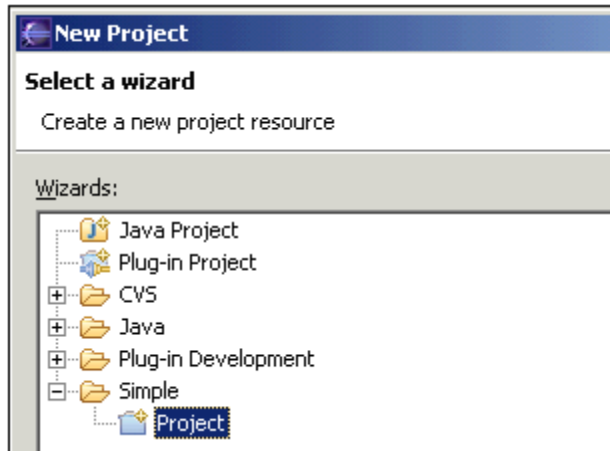 New Project
Select a wizard
Create a new project resource
Wizards:
Java Project
Plug-in Project
CVS
Java
Plug-in Development
Simple
Project